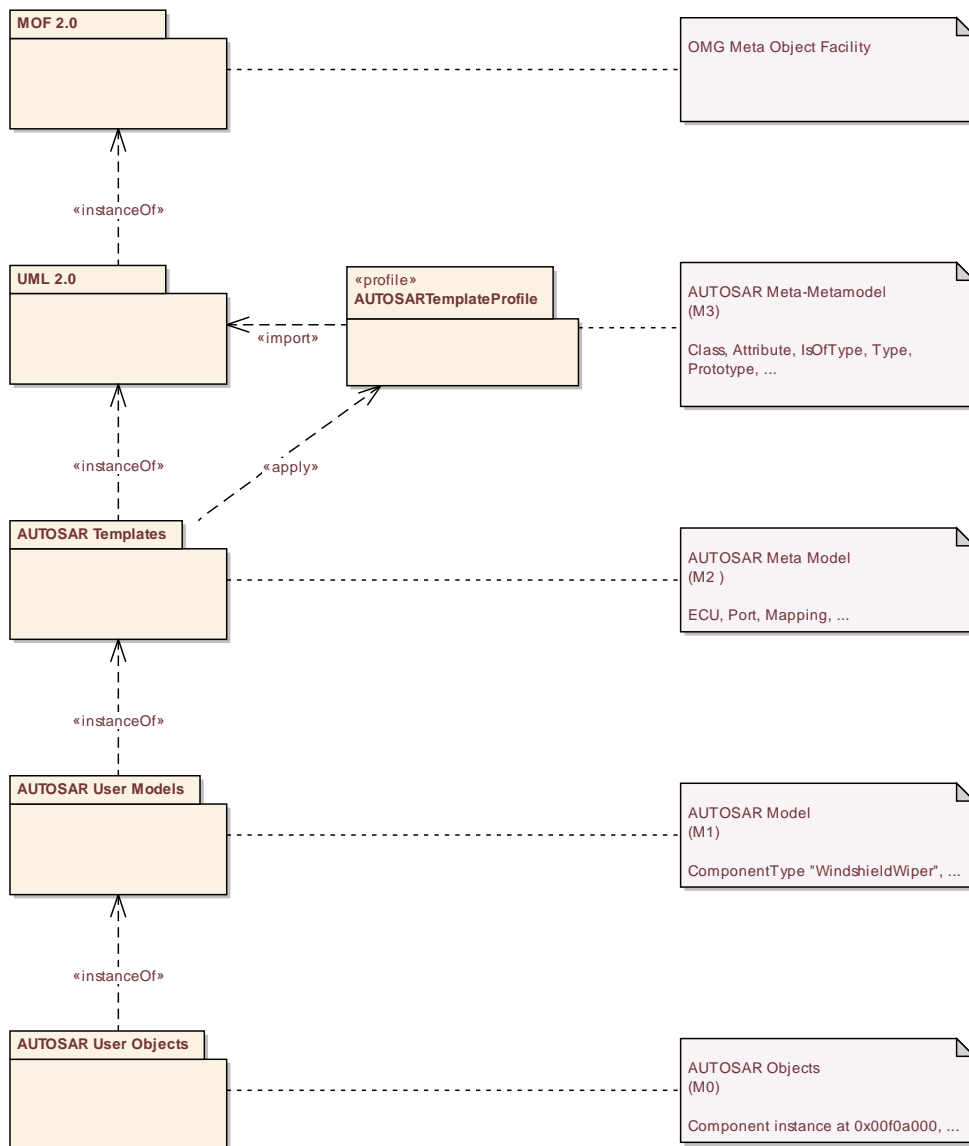 MOF 2.0
OMG Meta Object Facility
«instanceOf»
UML 2.0
«profile»
AUTOSARTemplateProfile
AUTOSAR Meta-Metamodel
(M3)
Class, Attribute, IsOfType, Type,
Prototype, ...
«import»
«instanceOf»
«apply»
AUTOSAR Templates
AUTOSAR Meta Model
(M2 )
ECU, Port, Mapping, ...
«instanceOf»
AUTOSAR User Models
AUTOSAR Model
(M1)
ComponentType "WindshieldWiper", ...
«instanceOf»
AUTOSAR User Objects
AUTOSAR Objects
(M0)
Component instance at 0x00f0a000, ...